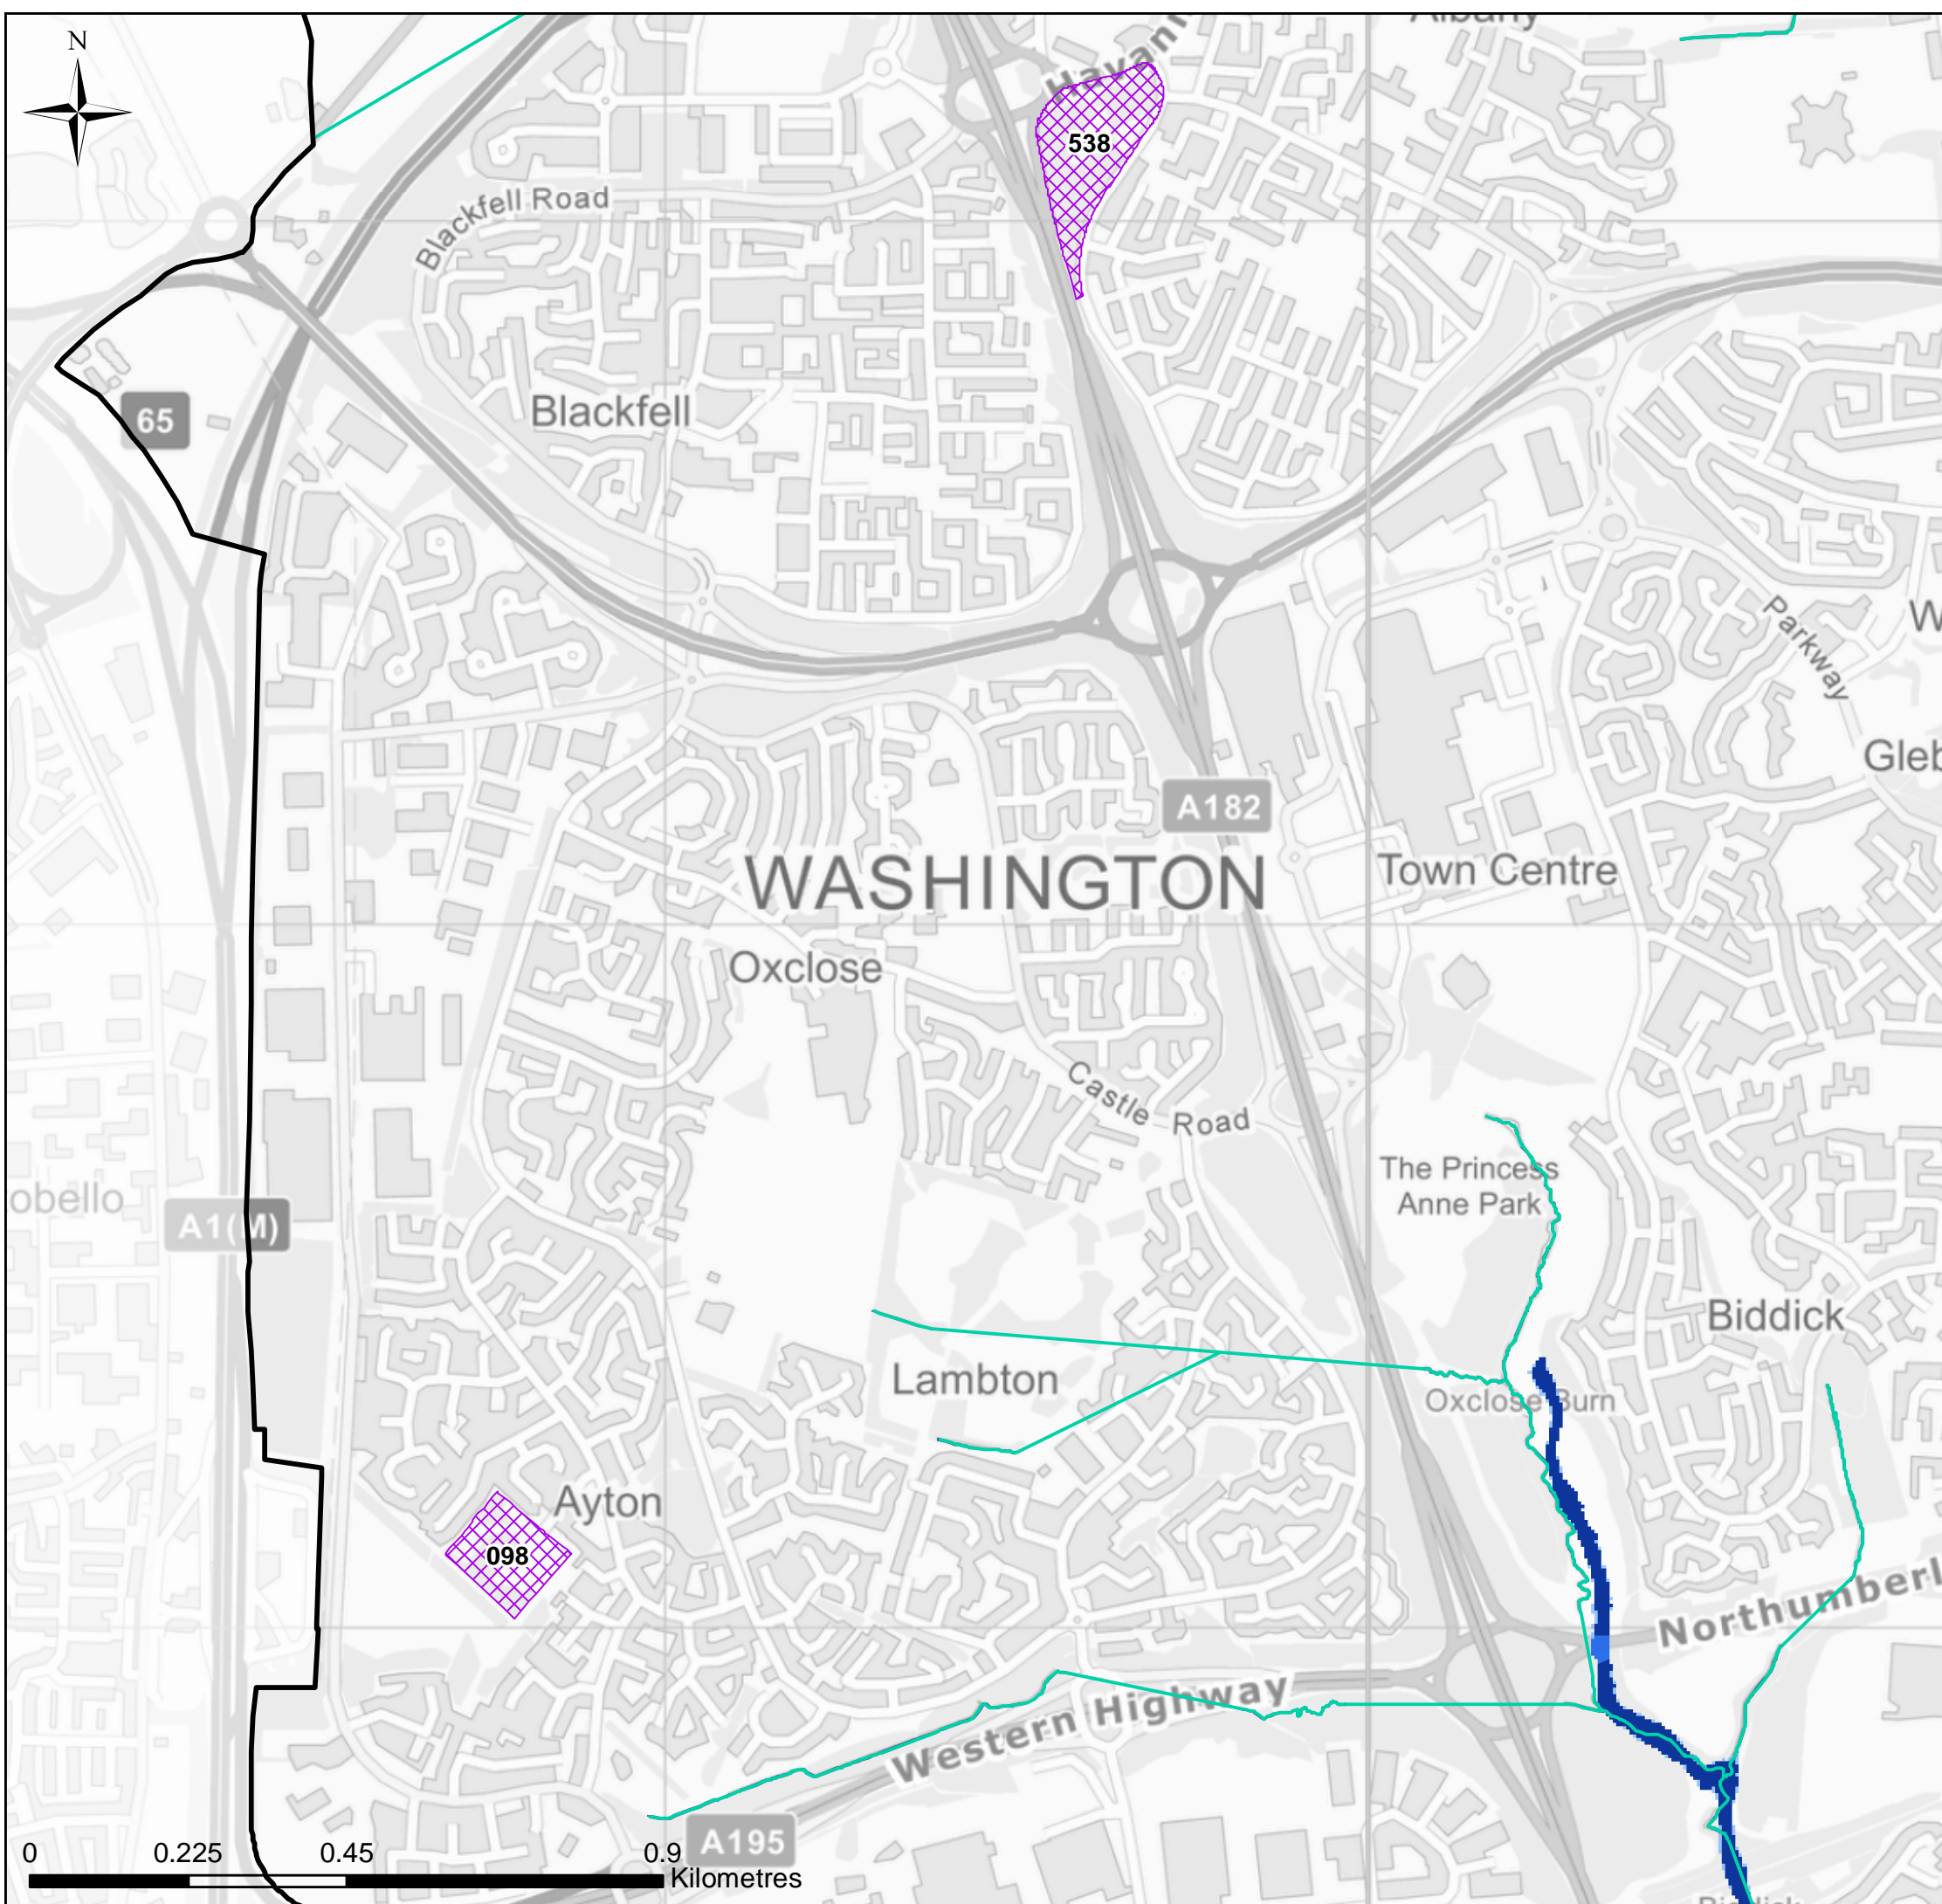 Albany
N
Havann
538
Blackfell Road
65
Blackfell
Parkway
W
Gleb
A182
WASHINGTON
Town Centre
Oxclose
Castle Road
The Princess
Anne Park
obello
A1(M)
Biddick
Lambton
Oxclose Burn
Ayton
098
Northumberl
Western Highway
A195
0 0.225 0.45 0.9
Kilometres